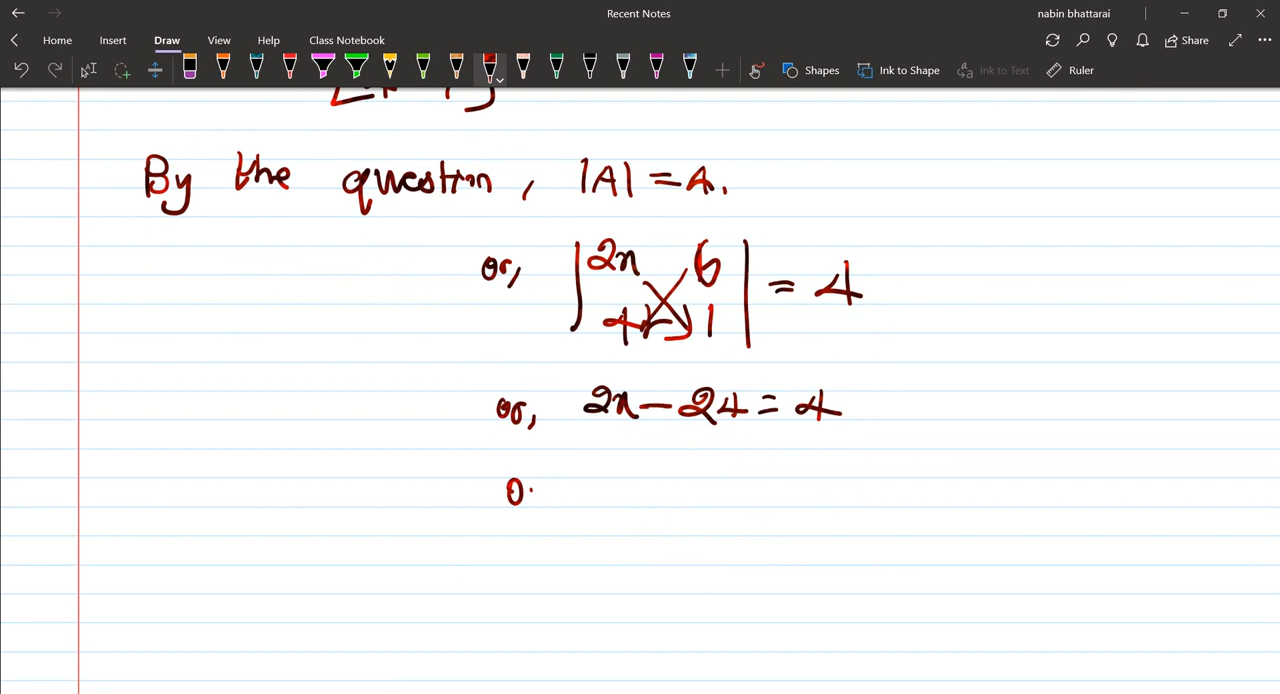 Recent Notes
nabin bhattarai
Home Insert Draw View Help Class Notebook
Share
Shapes Ink to Shape Ink to Text Ruler
By the question, |A| = 4.
or, | 2x 6 | = 4
| 4 1 |
or, 2x - 24 = 4